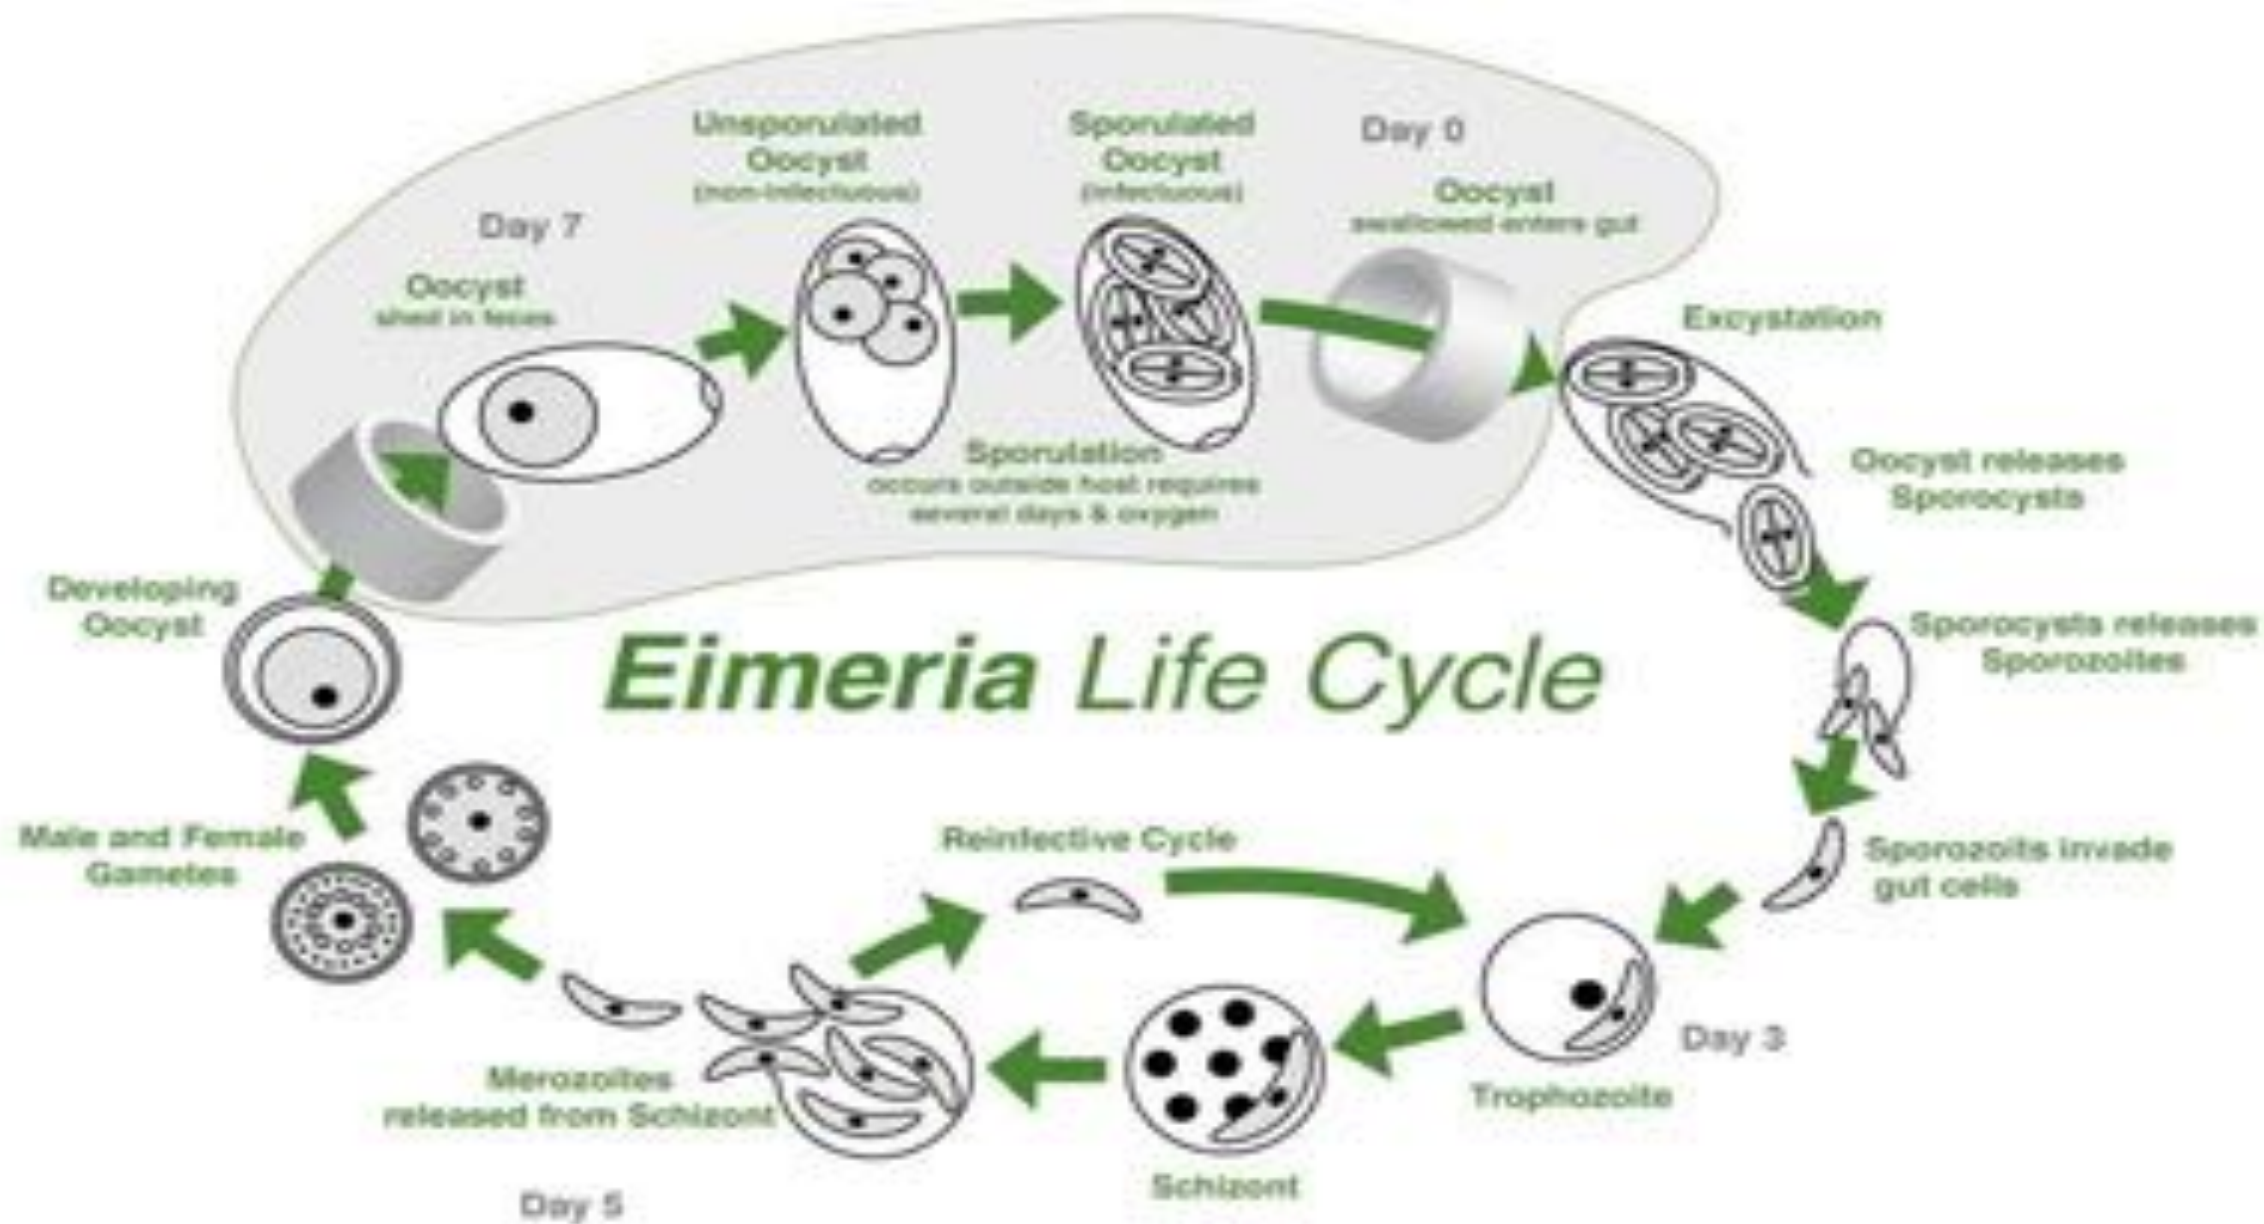 Unsporulated
Oocyst
(non-infectuous)
Sporulated
Oocyst
(infectuous)
Day 0
Oocyst
swallowed enters gut
Day 7
Oocyst
shed in feces
Excystation
Sporulation
occurs outside host requires
several days & oxygen
Oocyst releases
Sporocysts
Developing
Oocyst
Eimeria Life Cycle
Sporocysts releases
Sporozoites
Male and Female
Gametes
Reinfective Cycle
Sporozoits invade
gut cells
Day 3
Trophozoite
Merozoites
released from Schizont
Schizont
Day 5